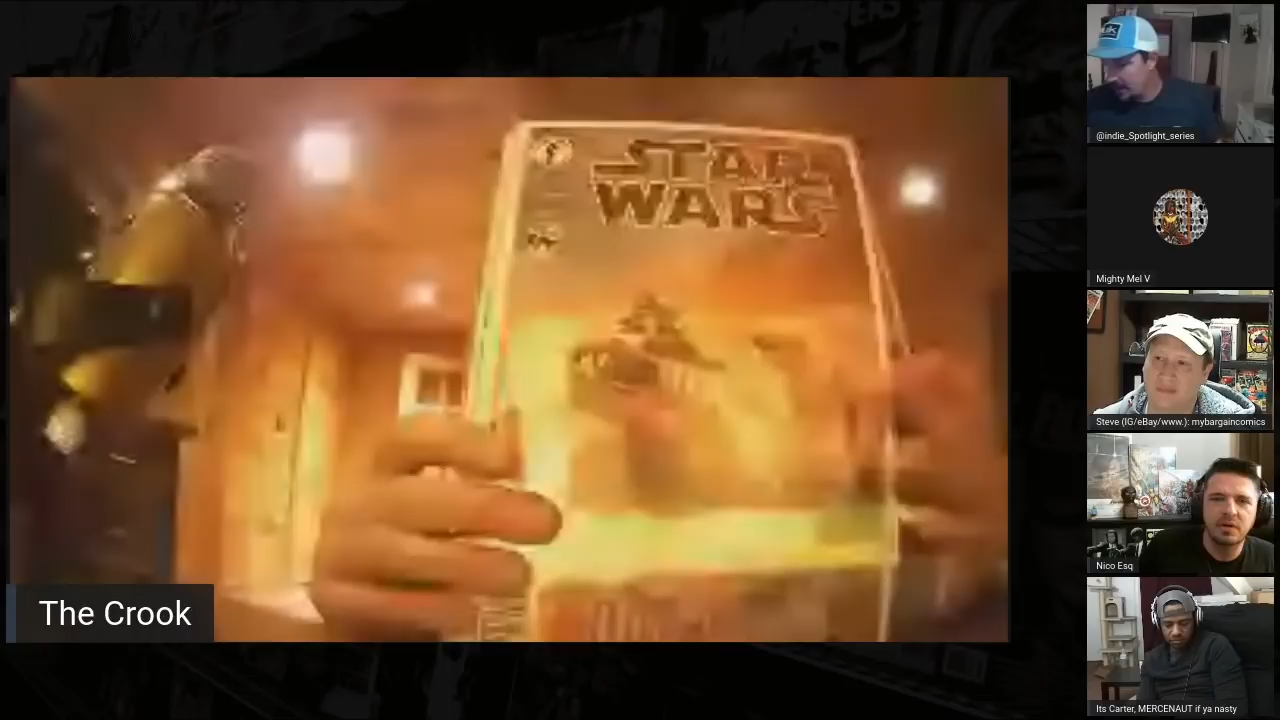 STAR
WARS
The Crook
@indie_Spotlight_series
Mighty Mel V
Steve (IG/eBay/www.): mybargaincomics
Nico Esq
Its Carter, MERCENAUT if ya nasty